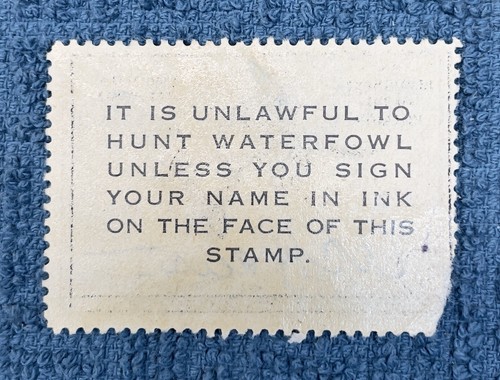 IT IS UNLAWFUL TO
HUNT WATERFOWL
UNLESS YOU SIGN
YOUR NAME IN INK
ON THE FACE OF THIS
STAMP.